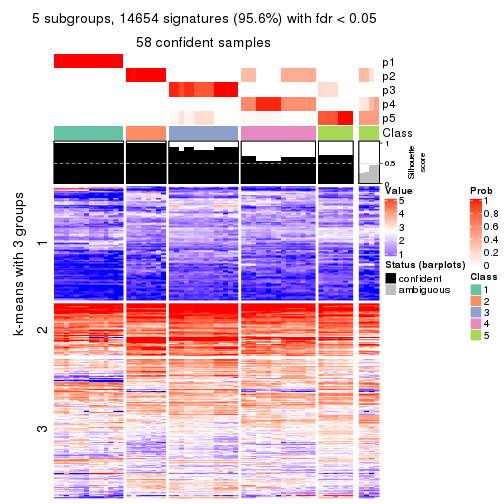 5 subgroups, 14654 signatures (95.6%) with fdr < 0.05
58 confident samples
p1
p2
p3
p4
p5
Class
1
0.5
0
Silhouette
score
k-means with 3 groups
1
2
3
Value
5
4
3
2
1
Status (barplots)
confident
ambiguous
Prob
1
0.8
0.6
0.4
0.2
0
Class
1
2
3
4
5